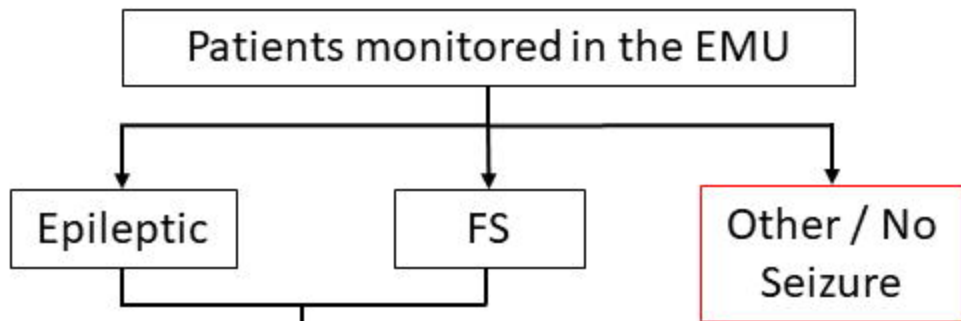 Patients monitored in the EMU
Epileptic
FS
Other / No
Seizure